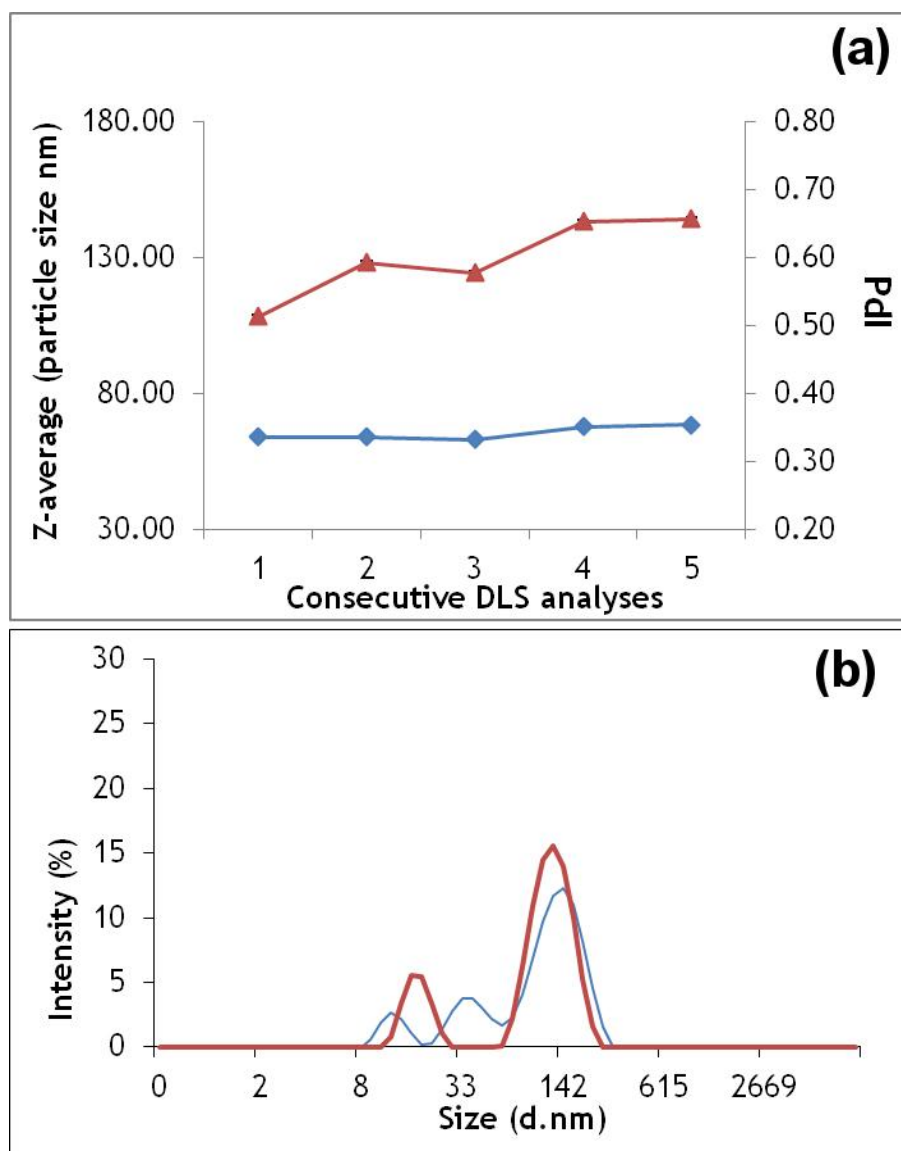 (a)
Z-average (particle size nm)
180.00
130.00
80.00
30.00
0.80
0.70
0.60
0.50
0.40
0.30
0.20
PdI
1 2 3 4 5
Consecutive DLS analyses
(b)
Intensity (%)
30
25
20
15
10
5
0
0 2 8 33 142 615 2669
Size (d.nm)